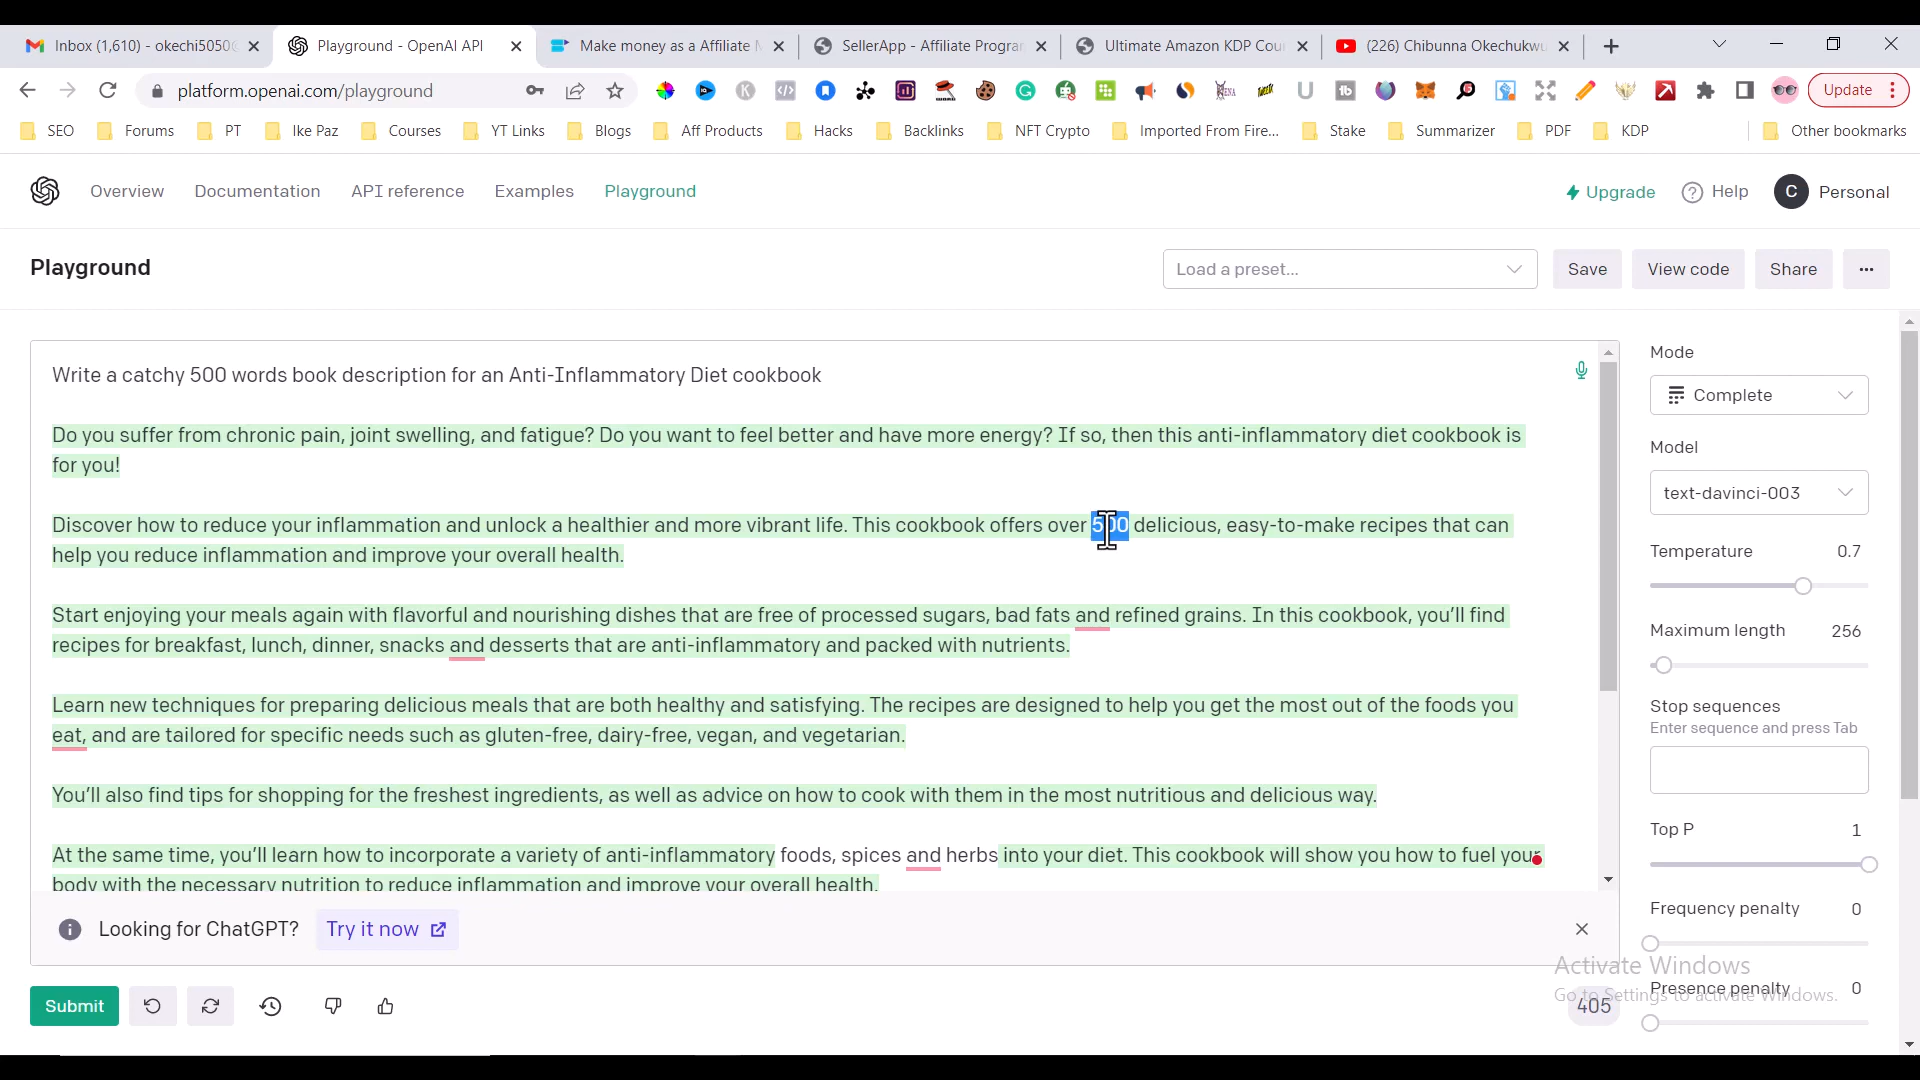 Inbox (1,610) - okechi5050
Playground - OpenAI API
Make money as a Affiliate
SellerApp - Affiliate Progra
Ultimate Amazon KDP Cou
(226) Chibunna Okechukwu
platform.openai.com/playground
Update
SEO
Forums
PT
Ike Paz
Courses
YT Links
Blogs
Aff Products
Hacks
Backlinks
NFT Crypto
Imported From Fire...
Stake
Summarizer
PDF
KDP
Other bookmarks
Overview
Documentation
API reference
Examples
Playground
Upgrade
Help
C
Personal
Playground
Load a preset...
Save
View code
Share
...
Write a catchy 500 words book description for an Anti-Inflammatory Diet cookbook
Do you suffer from chronic pain, joint swelling, and fatigue? Do you want to feel better and have more energy? If so, then this anti-inflammatory diet cookbook is
for you!
Discover how to reduce your inflammation and unlock a healthier and more vibrant life. This cookbook offers over 500 delicious, easy-to-make recipes that can
help you reduce inflammation and improve your overall health.
Start enjoying your meals again with flavorful and nourishing dishes that are free of processed sugars, bad fats and refined grains. In this cookbook, you'll find
recipes for breakfast, lunch, dinner, snacks and desserts that are anti-inflammatory and packed with nutrients.
Learn new techniques for preparing delicious meals that are both healthy and satisfying. The recipes are designed to help you get the most out of the foods you
eat, and are tailored for specific needs such as gluten-free, dairy-free, vegan, and vegetarian.
You'll also find tips for shopping for the freshest ingredients, as well as advice on how to cook with them in the most nutritious and delicious way.
At the same time, you'll learn how to incorporate a variety of anti-inflammatory foods, spices and herbs into your diet. This cookbook will show you how to fuel your
body with the necessary nutrition to reduce inflammation and improve your overall health.
Looking for ChatGPT?
Try it now
Submit
405
Mode
Complete
Model
text-davinci-003
Temperature
0.7
Maximum length
256
Stop sequences
Enter sequence and press Tab
Top P
1
Frequency penalty
0
Presence penalty
0
Activate Windows
Go to Settings to activate Windows.